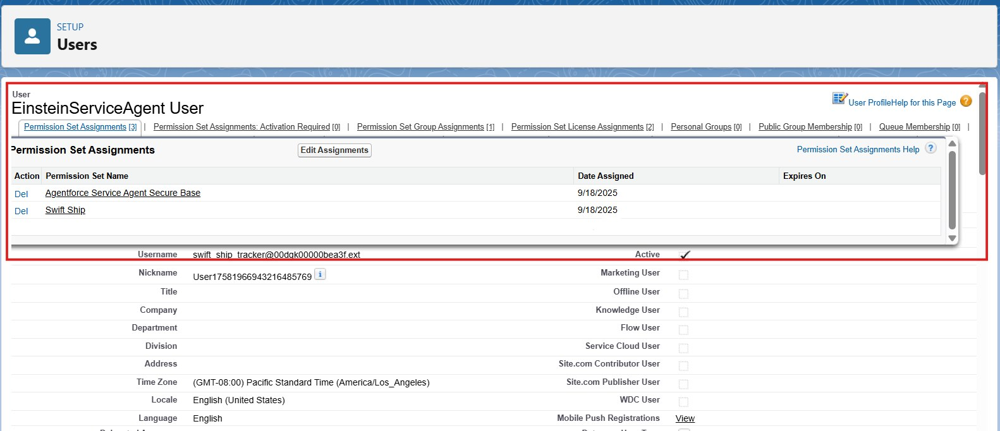 SETUP
Users
User
EinsteinServiceAgent User
User Profile Help for this Page ?
Permission Set Assignments [3] | Permission Set Assignments: Activation Required [0] | Permission Set Group Assignments [1] | Permission Set License Assignments [2] | Personal Groups [0] | Public Group Membership [0] | Queue Membership [0] |
Permission Set Assignments Edit Assignments Permission Set Assignments Help ?
Action Permission Set Name Date Assigned Expires On
Del Agentforce Service Agent Secure Base 9/18/2025
Del Swift Ship 9/18/2025
Username swift_ship_tracker@00dgk00000bea3f.ext Active
Nickname User17581966943216485769 i Marketing User
Title Offline User
Company Knowledge User
Department Flow User
Division Service Cloud User
Address Site.com Contributor User
Time Zone (GMT-08:00) Pacific Standard Time (America/Los_Angeles) Site.com Publisher User
Locale English (United States) WDC User
Language English Mobile Push Registrations View